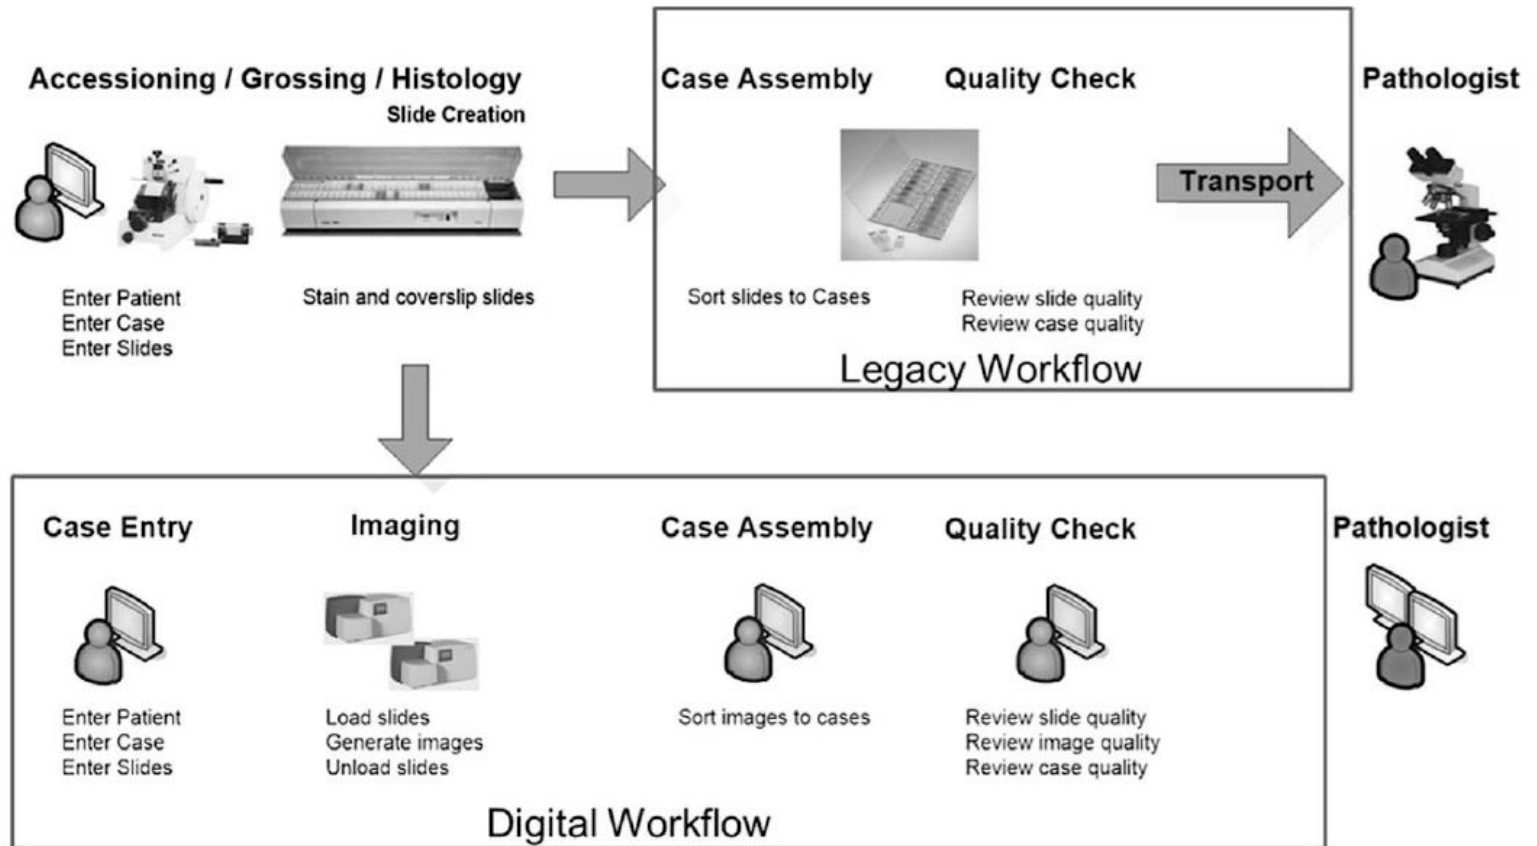 Accessioning / Grossing / Histology
Slide Creation
Enter Patient
Enter Case
Enter Slides
Stain and coverslip slides
Case Assembly
Quality Check
Sort slides to Cases
Review slide quality
Review case quality
Transport
Legacy Workflow
Pathologist
Case Entry
Enter Patient
Enter Case
Enter Slides
Imaging
Load slides
Generate images
Unload slides
Case Assembly
Sort images to cases
Quality Check
Review slide quality
Review image quality
Review case quality
Digital Workflow
Pathologist